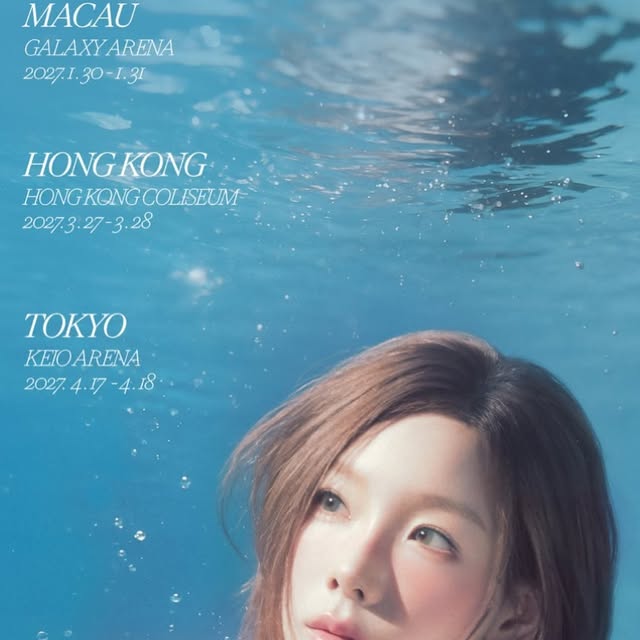 MACAU
GALAXY ARENA
2027.1.30-1.31
HONG KONG
HONG KONG COLISEUM
2027.3.27-3.28
TOKYO
KEIO ARENA
2027.4.17-4.18